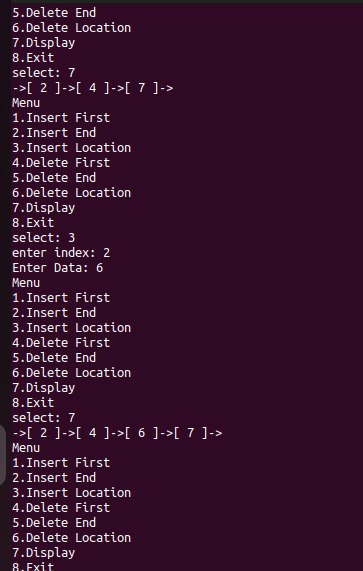 5.Delete End
6.Delete Location
7.Display
8.Exit
select: 7
->[ 2 ]->[ 4 ]->[ 7 ]->
Menu
1.Insert First
2.Insert End
3.Insert Location
4.Delete First
5.Delete End
6.Delete Location
7.Display
8.Exit
select: 3
enter index: 2
Enter Data: 6
Menu
1.Insert First
2.Insert End
3.Insert Location
4.Delete First
5.Delete End
6.Delete Location
7.Display
8.Exit
select: 7
->[ 2 ]->[ 4 ]->[ 6 ]->[ 7 ]->
Menu
1.Insert First
2.Insert End
3.Insert Location
4.Delete First
5.Delete End
6.Delete Location
7.Display
8.Exit